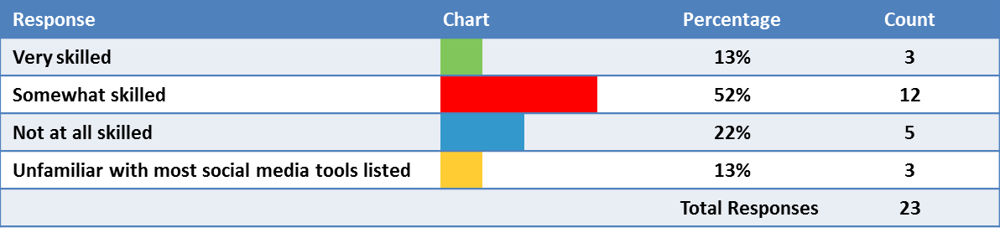 Response Chart Percentage Count
Very skilled 13% 3
Somewhat skilled 52% 12
Not at all skilled 22% 5
Unfamiliar with most social media tools listed 13% 3
Total Responses 23